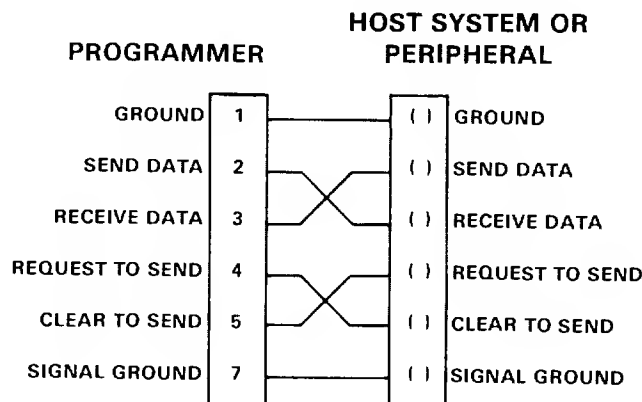 PROGRAMMER
HOST SYSTEM OR
PERIPHERAL
GROUND 1 ( ) GROUND
SEND DATA 2 ( ) SEND DATA
RECEIVE DATA 3 ( ) RECEIVE DATA
REQUEST TO SEND 4 ( ) REQUEST TO SEND
CLEAR TO SEND 5 ( ) CLEAR TO SEND
SIGNAL GROUND 7 ( ) SIGNAL GROUND